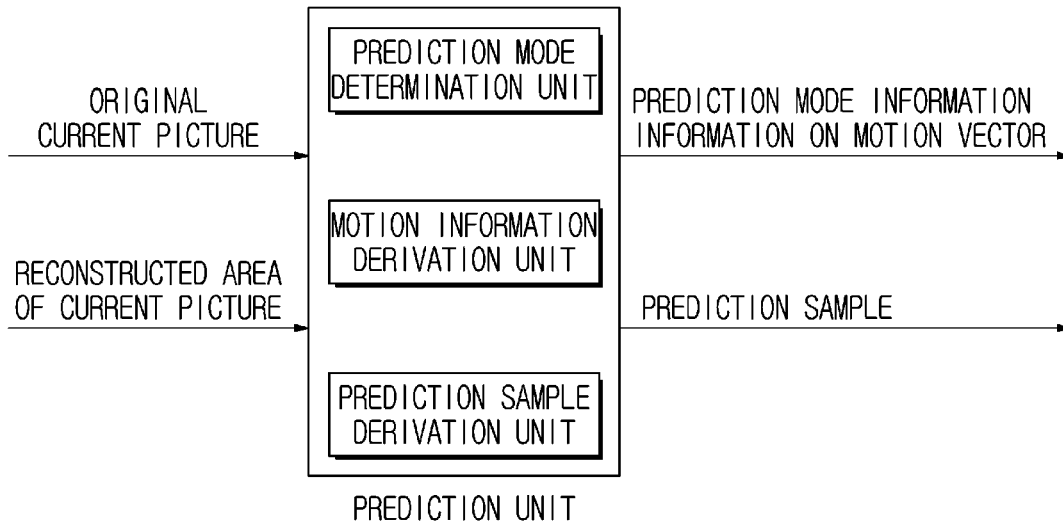 ORIGINAL
CURRENT PICTURE
RECONSTRUCTED AREA
OF CURRENT PICTURE
PREDICTION MODE
DETERMINATION UNIT
MOTION INFORMATION
DERIVATION UNIT
PREDICTION SAMPLE
DERIVATION UNIT
PREDICTION UNIT
PREDICTION MODE INFORMATION
INFORMATION ON MOTION VECTOR
PREDICTION SAMPLE